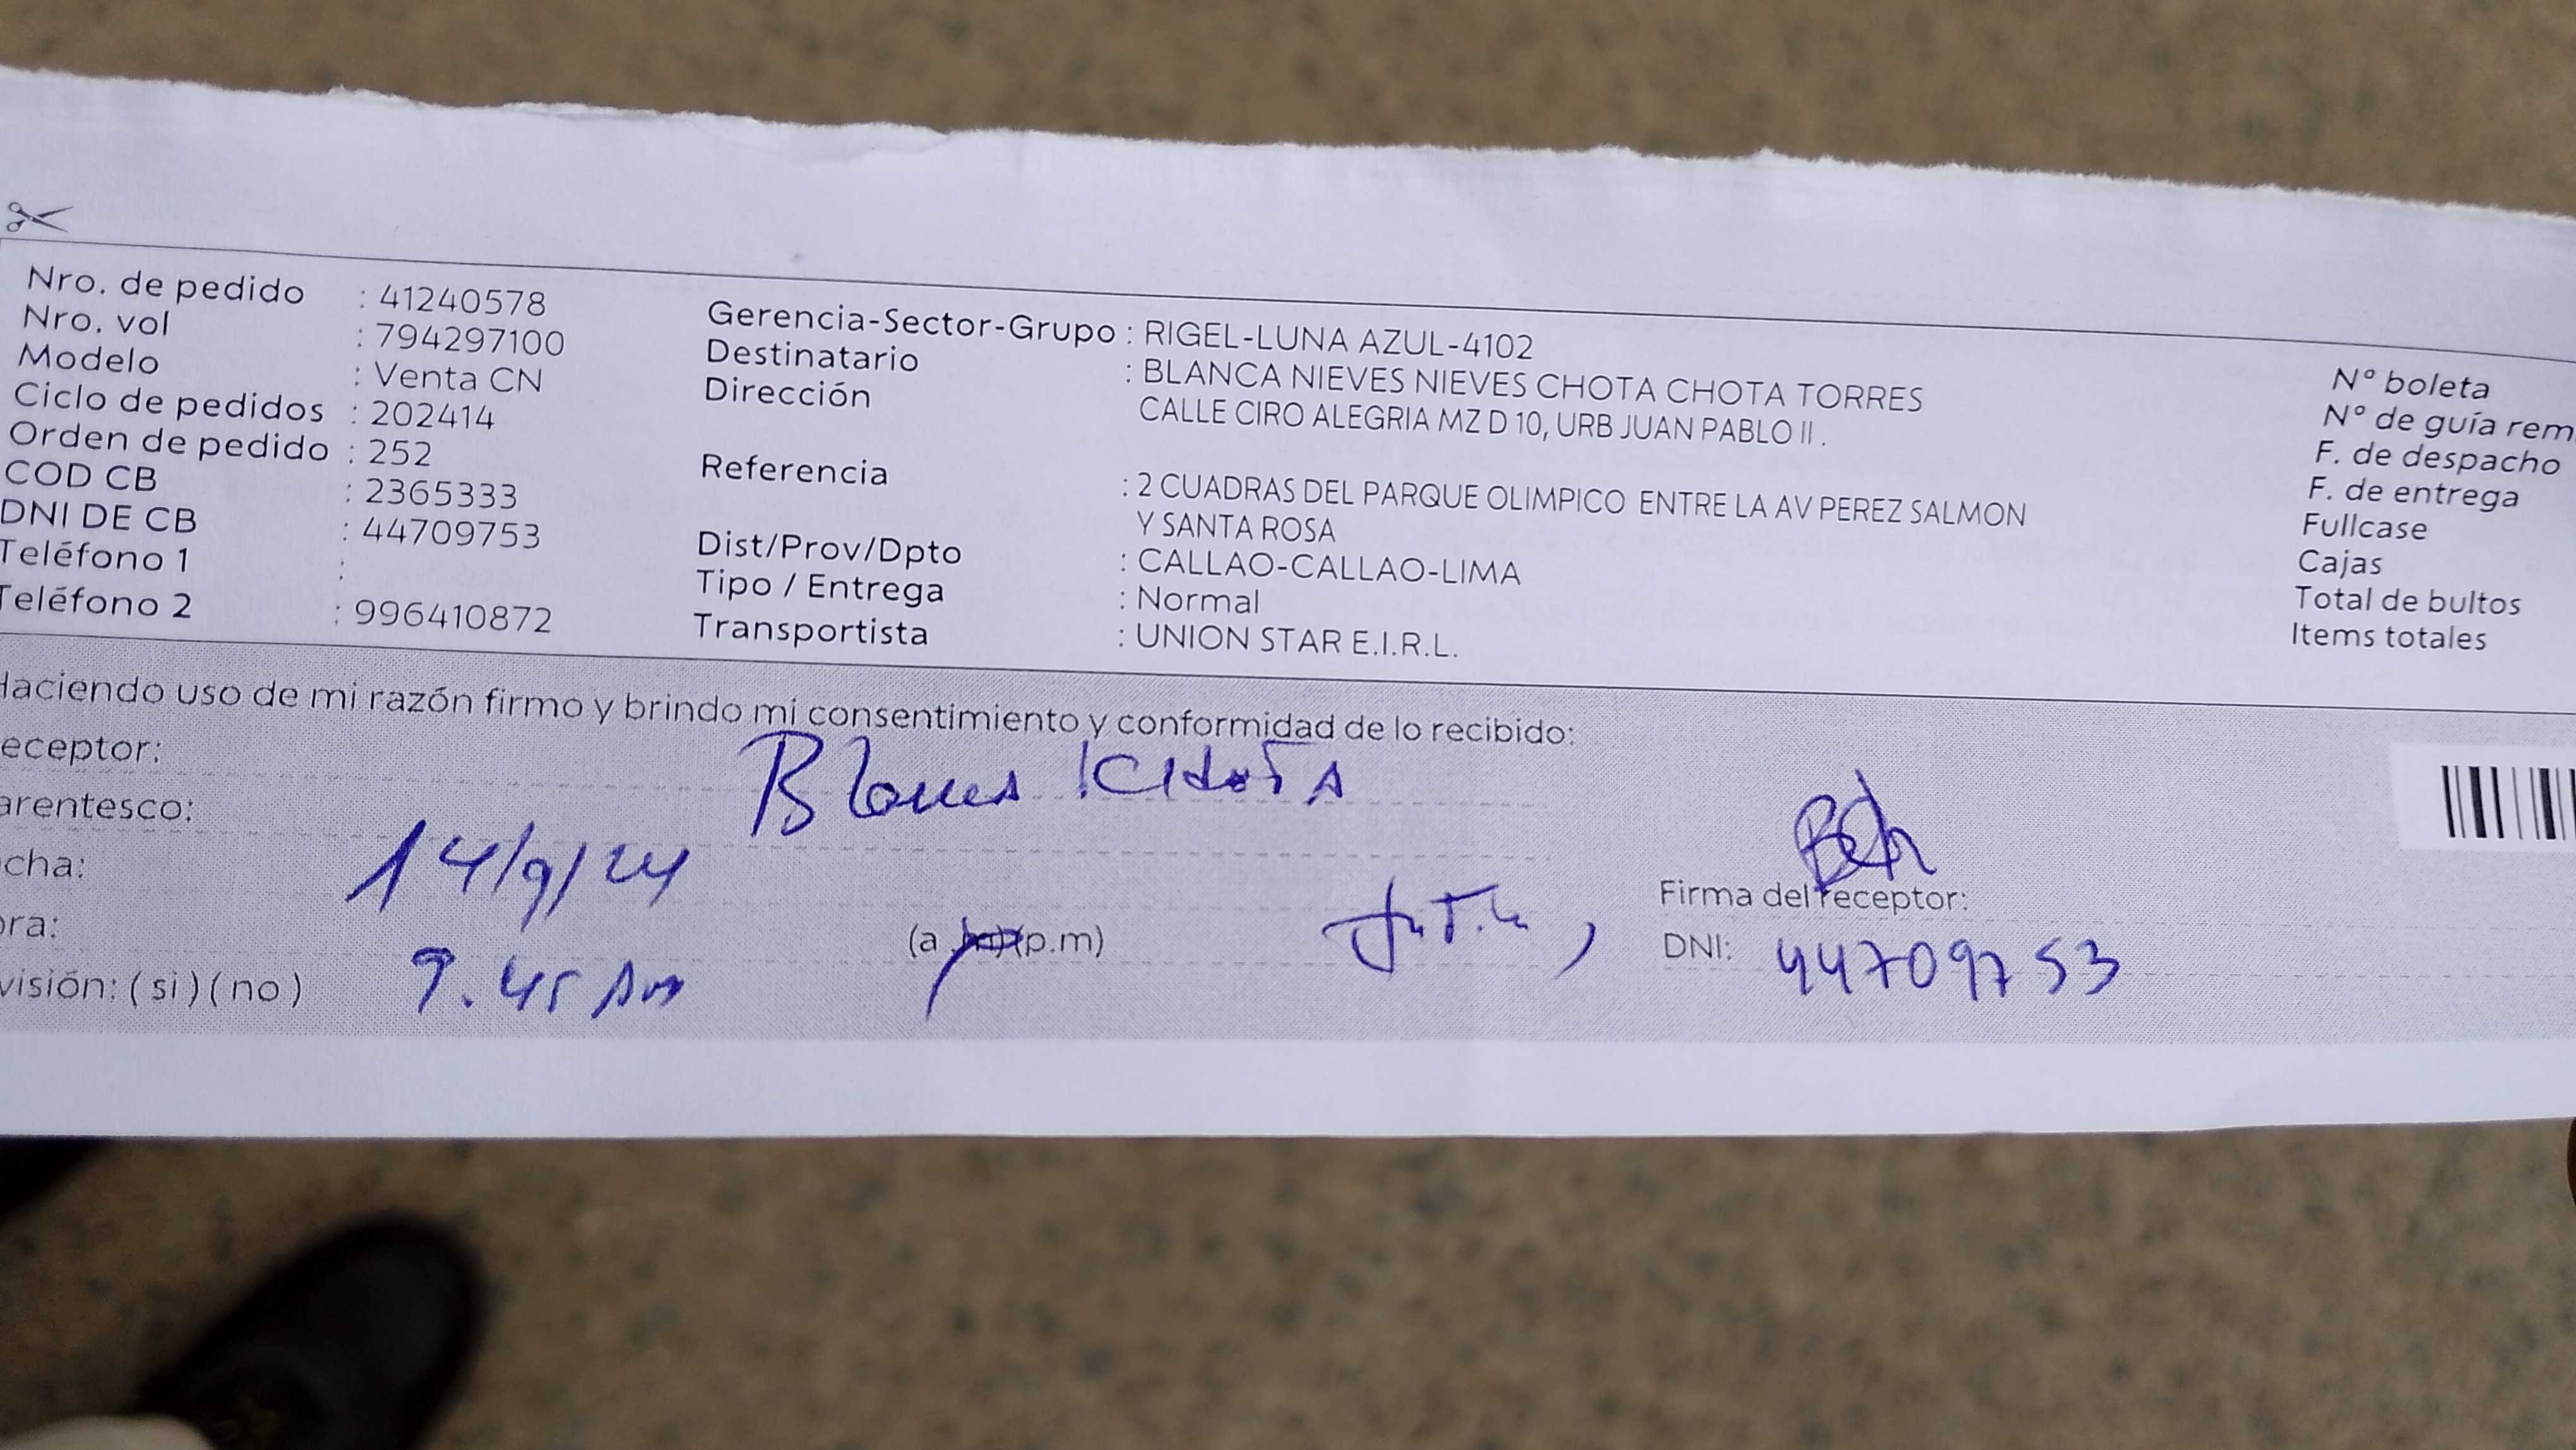 Nro. de pedido : 41240578
Nro. vol : 794297100
Modelo : Venta CN
Ciclo de pedidos : 202414
Orden de pedido : 252
COD CB : 2365333
DNI DE CB : 44709753
Teléfono 1 :
Teléfono 2 : 996410872
Gerencia-Sector-Grupo : RIGEL-LUNA AZUL-4102
Destinatario : BLANCA NIEVES NIEVES CHOTA CHOTA TORRES
Dirección CALLE CIRO ALEGRIA MZ D 10, URB JUAN PABLO II .
Referencia : 2 CUADRAS DEL PARQUE OLIMPICO ENTRE LA AV PEREZ SALMON
Y SANTA ROSA
Dist/Prov/Dpto : CALLAO-CALLAO-LIMA
Tipo / Entrega : Normal
Transportista : UNION STAR E.I.R.L.
N° boleta
N° de guía rem
F. de despacho
F. de entrega
Fullcase
Cajas
Total de bultos
Items totales
Haciendo uso de mi razón firmo y brindo mi consentimiento y conformidad de lo recibido:
eceptor:
arentesco:
cha: 14/9/24
ora: 9.45 Am (a p.m)
visión: ( si ) ( no )
Firma del receptor:
DNI: 44709753